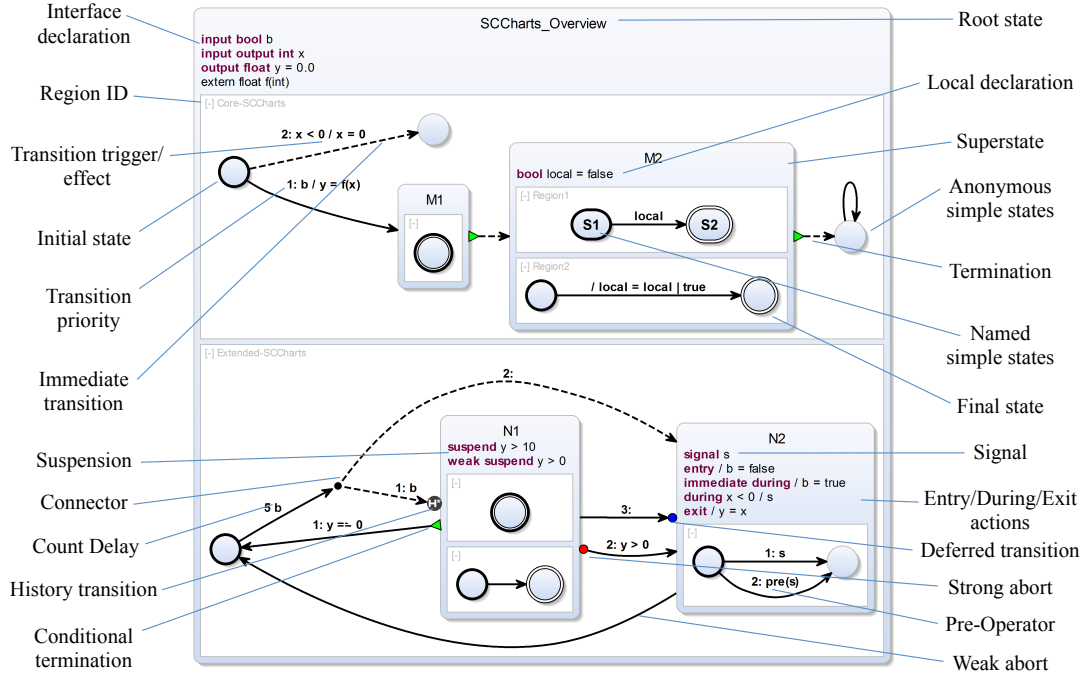 Interface
declaration
Region ID
Transition trigger/
effect
Initial state
Transition
priority
Immediate
transition
Suspension
Connector
Count Delay
History transition
Conditional
termination
SCCharts_Overview
input bool b
input output int x
output float y = 0.0
extern float f(int)
[-] Core-SCCharts
2: x < 0 / x = 0
1: b / y = f(x)
M1
[-]
M2
bool local = false
[-] Region1
S1
local
S2
[-] Region2
/ local = local | true
[-] Extended-SCCharts
2:
5 b
1: b
H*
1: y == 0
N1
suspend y > 10
weak suspend y > 0
[-]
3:
2: y > 0
N2
signal s
entry / b = false
immediate during / b = true
during x < 0 / s
exit / y = x
[-]
1: s
2: pre(s)
Root state
Local declaration
Superstate
Anonymous
simple states
Termination
Named
simple states
Final state
Signal
Entry/During/Exit
actions
Deferred transition
Strong abort
Pre-Operator
Weak abort